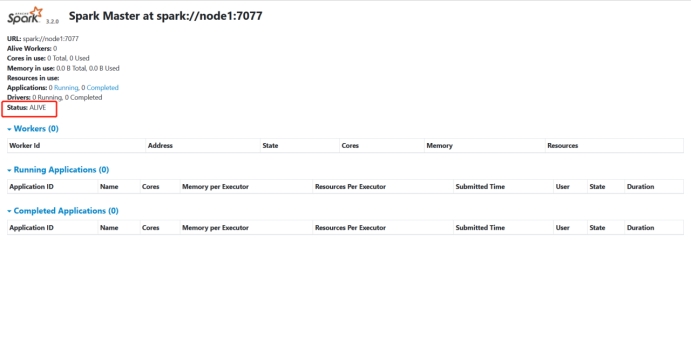 APACHE
Spark 3.2.0 Spark Master at spark://node1:7077
URL: spark://node1:7077
Alive Workers: 0
Cores in use: 0 Total, 0 Used
Memory in use: 0.0 B Total, 0.0 B Used
Resources in use:
Applications: 0 Running, 0 Completed
Drivers: 0 Running, 0 Completed
Status: ALIVE
Workers (0)
Worker Id Address State Cores Memory Resources
Running Applications (0)
Application ID Name Cores Memory per Executor Resources Per Executor Submitted Time User State Duration
Completed Applications (0)
Application ID Name Cores Memory per Executor Resources Per Executor Submitted Time User State Duration